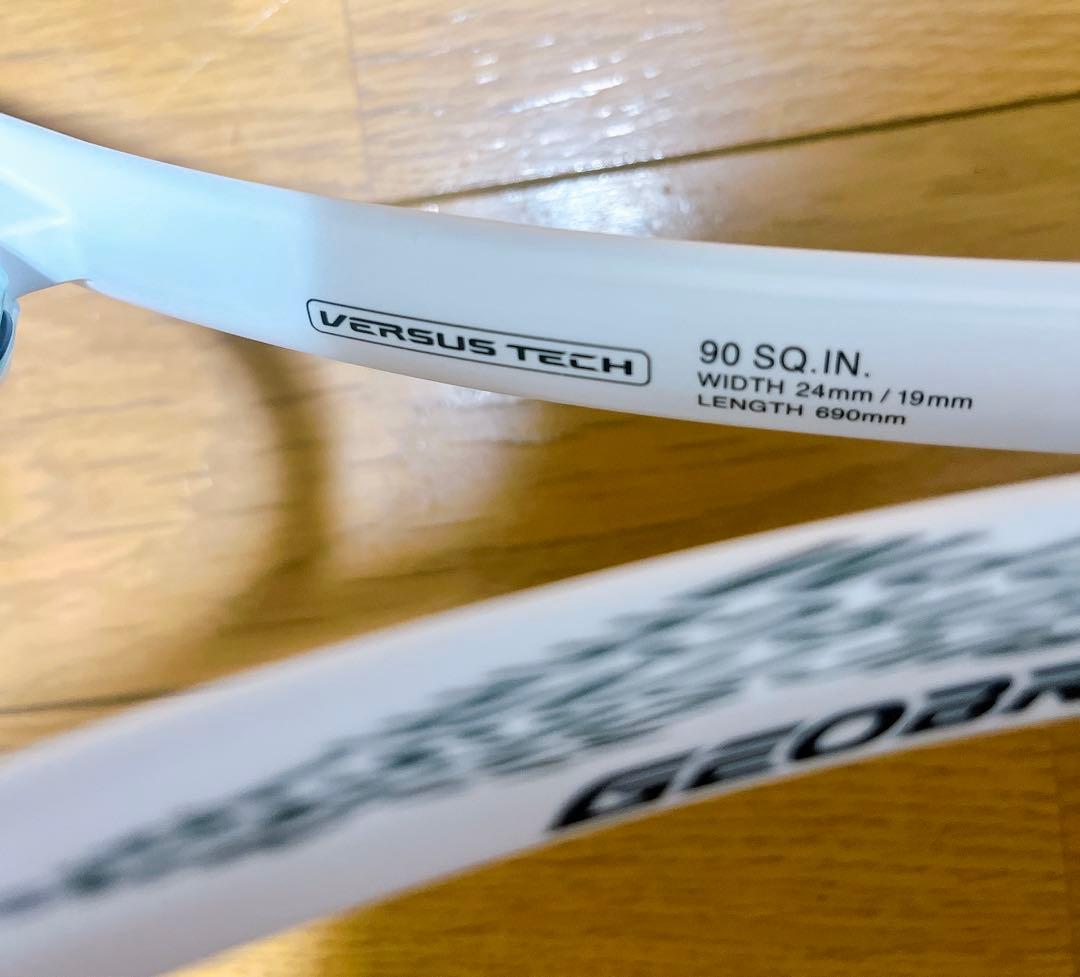 VERSUS TECH
90 SQ.IN.
WIDTH 24mm / 19mm
LENGTH 690mm
GEOBR